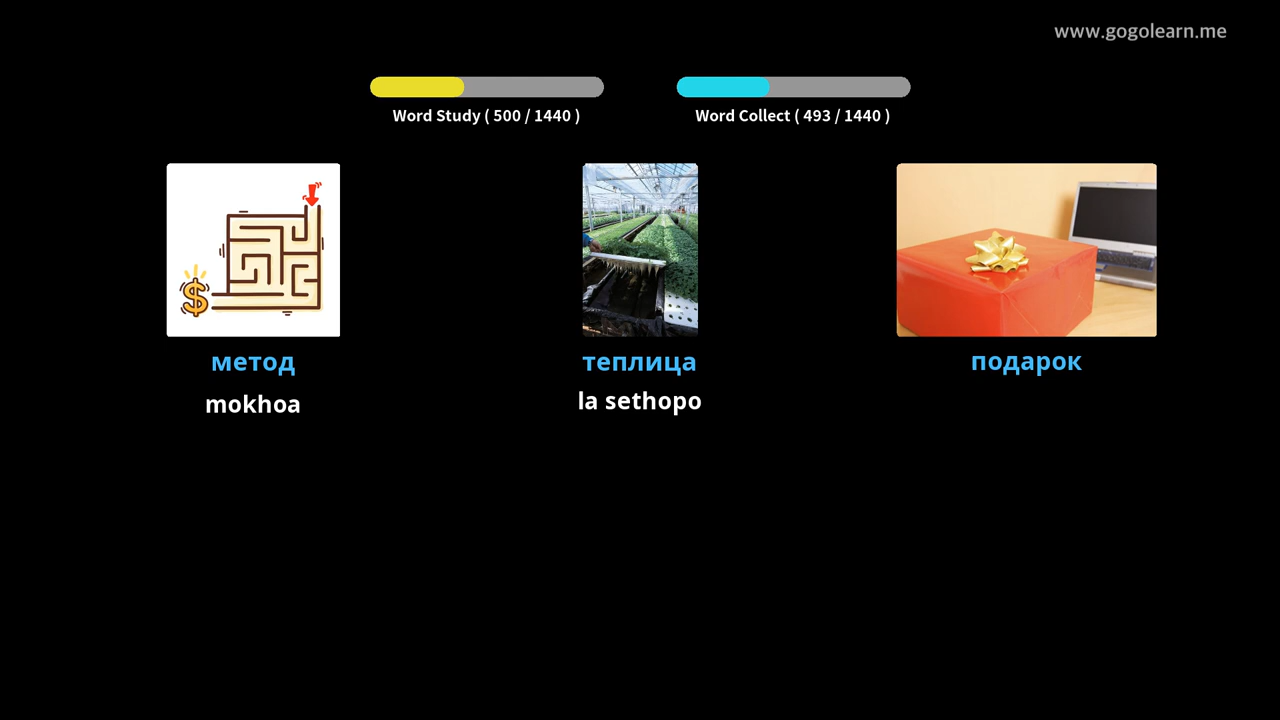 www.gogolearn.me
Word Study ( 500 / 1440 )
Word Collect ( 493 / 1440 )
метод
теплица
подарок
mokhoa
la sethopo